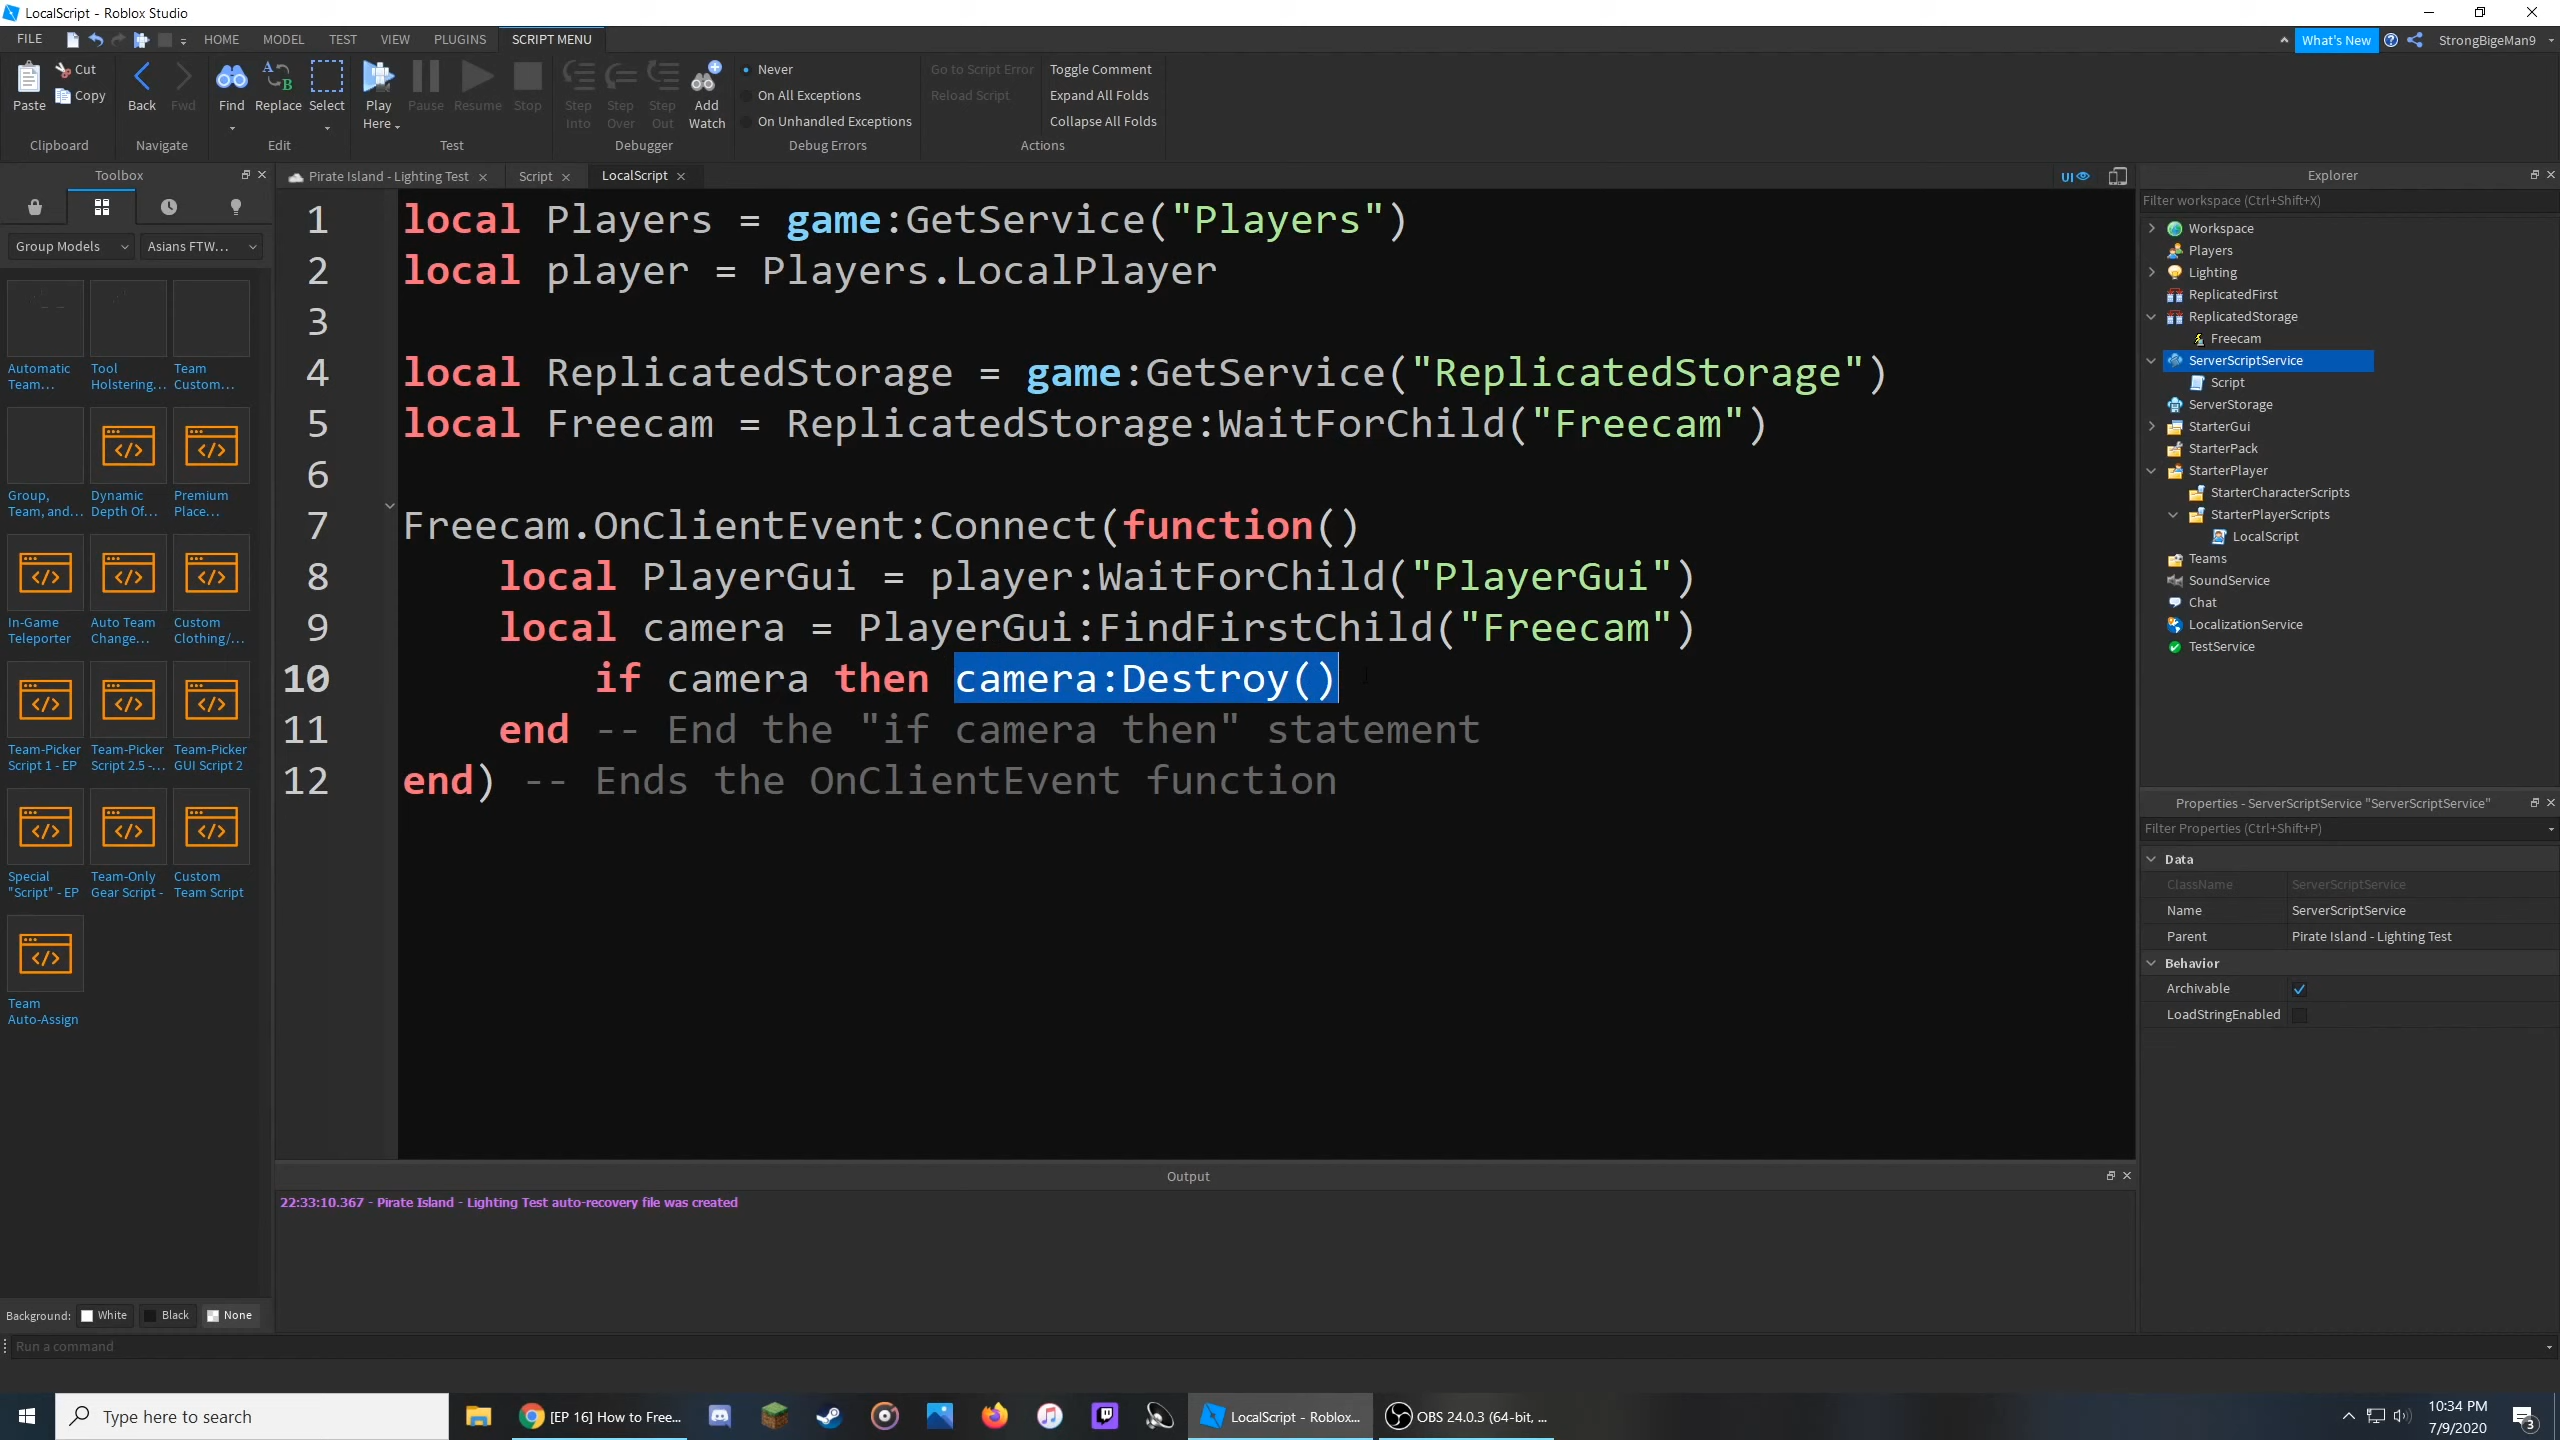 LocalScript - Roblox Studio
FILE HOME MODEL TEST VIEW PLUGINS SCRIPT MENU What's New StrongBigeMan9
Paste Cut Copy Back Fwd Find Replace Select Play Here Pause Resume Stop Step Into Step Over Step Out Add Watch
Never
On All Exceptions
On Unhandled Exceptions
Go to Script Error
Reload Script
Toggle Comment
Expand All Folds
Collapse All Folds
Clipboard Navigate Edit Test Debugger Debug Errors Actions
Toolbox
Group Models Asians FTW...
Automatic Team...
Tool Holstering...
Team Custom...
Group, Team, and...
Dynamic Depth Of...
Premium Place...
In-Game Teleporter
Auto Team Change...
Custom Clothing/...
Team-Picker Script 1 - EP
Team-Picker Script 2.5 -...
Team-Picker GUI Script 2
Special "Script" - EP
Team-Only Gear Script -
Custom Team Script
Team Auto-Assign
Background: White Black None
Pirate Island - Lighting Test Script LocalScript UI
1 local Players = game:GetService("Players")
2 local player = Players.LocalPlayer
3
4 local ReplicatedStorage = game:GetService("ReplicatedStorage")
5 local Freecam = ReplicatedStorage:WaitForChild("Freecam")
6
7 Freecam.OnClientEvent:Connect(function()
8 local PlayerGui = player:WaitForChild("PlayerGui")
9 local camera = PlayerGui:FindFirstChild("Freecam")
10 if camera then camera:Destroy()
11 end -- End the "if camera then" statement
12 end) -- Ends the OnClientEvent function
Output
22:33:10.367 - Pirate Island - Lighting Test auto-recovery file was created
Explorer
Filter workspace (Ctrl+Shift+X)
Workspace
Players
Lighting
ReplicatedFirst
ReplicatedStorage
Freecam
ServerScriptService
Script
ServerStorage
StarterGui
StarterPack
StarterPlayer
StarterCharacterScripts
StarterPlayerScripts
LocalScript
Teams
SoundService
Chat
LocalizationService
TestService
Properties - ServerScriptService "ServerScriptService"
Filter Properties (Ctrl+Shift+P)
Data
ClassName ServerScriptService
Name ServerScriptService
Parent Pirate Island - Lighting Test
Behavior
Archivable
LoadStringEnabled
Run a command
Type here to search
[EP 16] How to Free...
LocalScript - Roblox...
OBS 24.0.3 (64-bit, ...
10:34 PM
7/9/2020
3